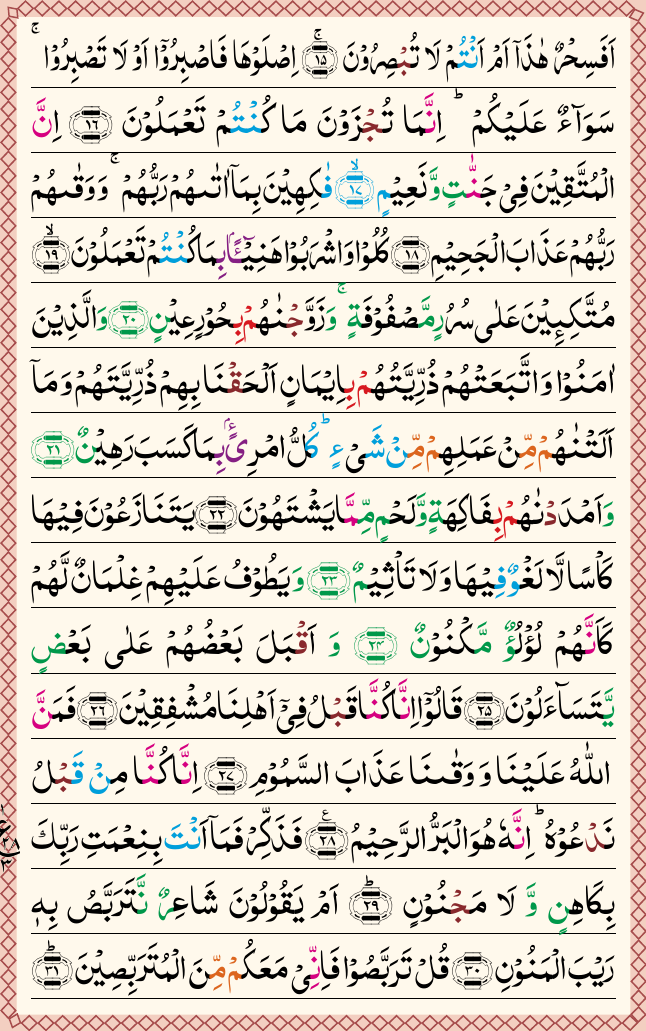 اَفَسِحْرٌ هٰذَاۤ اَمْ اَنْتُمْ لَا تُبْصِرُوْنَ ۚ﴿۱۵﴾ اِصْلَوْهَا فَاصْبِرُوْۤا اَوْ لَا تَصْبِرُوْا ۚ
سَوَآءٌ عَلَيْكُمْ ؕ اِنَّمَا تُجْزَوْنَ مَا كُنْتُمْ تَعْمَلُوْنَ ﴿۱۶﴾ اِنَّ
الْمُتَّقِيْنَ فِيْ جَنّٰتٍ وَّنَعِيْمٍ ۙ﴿۱۷﴾ فٰكِهِيْنَ بِمَاۤ اٰتٰىهُمْ رَبُّهُمْ ۚ وَوَقٰىهُمْ
رَبُّهُمْ عَذَابَ الْجَحِيْمِ ﴿۱۸﴾ كُلُوْا وَاشْرَبُوْا هَنِيْٓئًۢا بِمَا كُنْتُمْ تَعْمَلُوْنَ ۙ﴿۱۹﴾
مُتَّكِـِٕيْنَ عَلٰى سُرُرٍ مَّصْفُوْفَةٍ ۚ وَزَوَّجْنٰهُمْ بِحُوْرٍ عِيْنٍ ﴿۲۰﴾ وَالَّذِيْنَ
اٰمَنُوْا وَاتَّبَعَتْهُمْ ذُرِّيَّتُهُمْ بِاِيْمَانٍ اَلْحَقْنَا بِهِمْ ذُرِّيَّتَهُمْ وَمَاۤ
اَلَتْنٰهُمْ مِّنْ عَمَلِهِمْ مِّنْ شَيْءٍ ؕ كُلُّ امْرِیٍٴۢ بِمَا كَسَبَ رَهِيْنٌ ﴿۲۱﴾
وَاَمْدَدْنٰهُمْ بِفَاكِهَةٍ وَّلَحْمٍ مِّمَّا يَشْتَهُوْنَ ﴿۲۲﴾ يَتَنَازَعُوْنَ فِيْهَا
كَاْسًا لَّا لَغْوٌ فِيْهَا وَلَا تَاْثِيْمٌ ﴿۲۳﴾ وَيَطُوْفُ عَلَيْهِمْ غِلْمَانٌ لَّهُمْ
كَاَنَّهُمْ لُؤْلُؤٌ مَّكْنُوْنٌ ﴿۲۴﴾ وَ اَقْبَلَ بَعْضُهُمْ عَلٰى بَعْضٍ
يَّتَسَآءَلُوْنَ ﴿۲۵﴾ قَالُوْۤا اِنَّا كُنَّا قَبْلُ فِيْۤ اَهْلِنَا مُشْفِقِيْنَ ﴿۲۶﴾ فَمَنَّ
اللّٰهُ عَلَيْنَا وَ وَقٰىنَا عَذَابَ السَّمُوْمِ ﴿۲۷﴾ اِنَّا كُنَّا مِنْ قَبْلُ
نَدْعُوْهُ ؕ اِنَّهٗ هُوَ الْبَرُّ الرَّحِيْمُ ﴿۲۸﴾ ع فَذَكِّرْ فَمَاۤ اَنْتَ بِنِعْمَتِ رَبِّكَ
بِكَاهِنٍ وَّ لَا مَجْنُوْنٍ ؕ﴿۲۹﴾ اَمْ يَقُوْلُوْنَ شَاعِرٌ نَّتَرَبَّصُ بِهٖ
رَيْبَ الْمَنُوْنِ ﴿۳۰﴾ قُلْ تَرَبَّصُوْا فَاِنِّيْ مَعَكُمْ مِّنَ الْمُتَرَبِّصِيْنَ ؕ﴿۳۱﴾